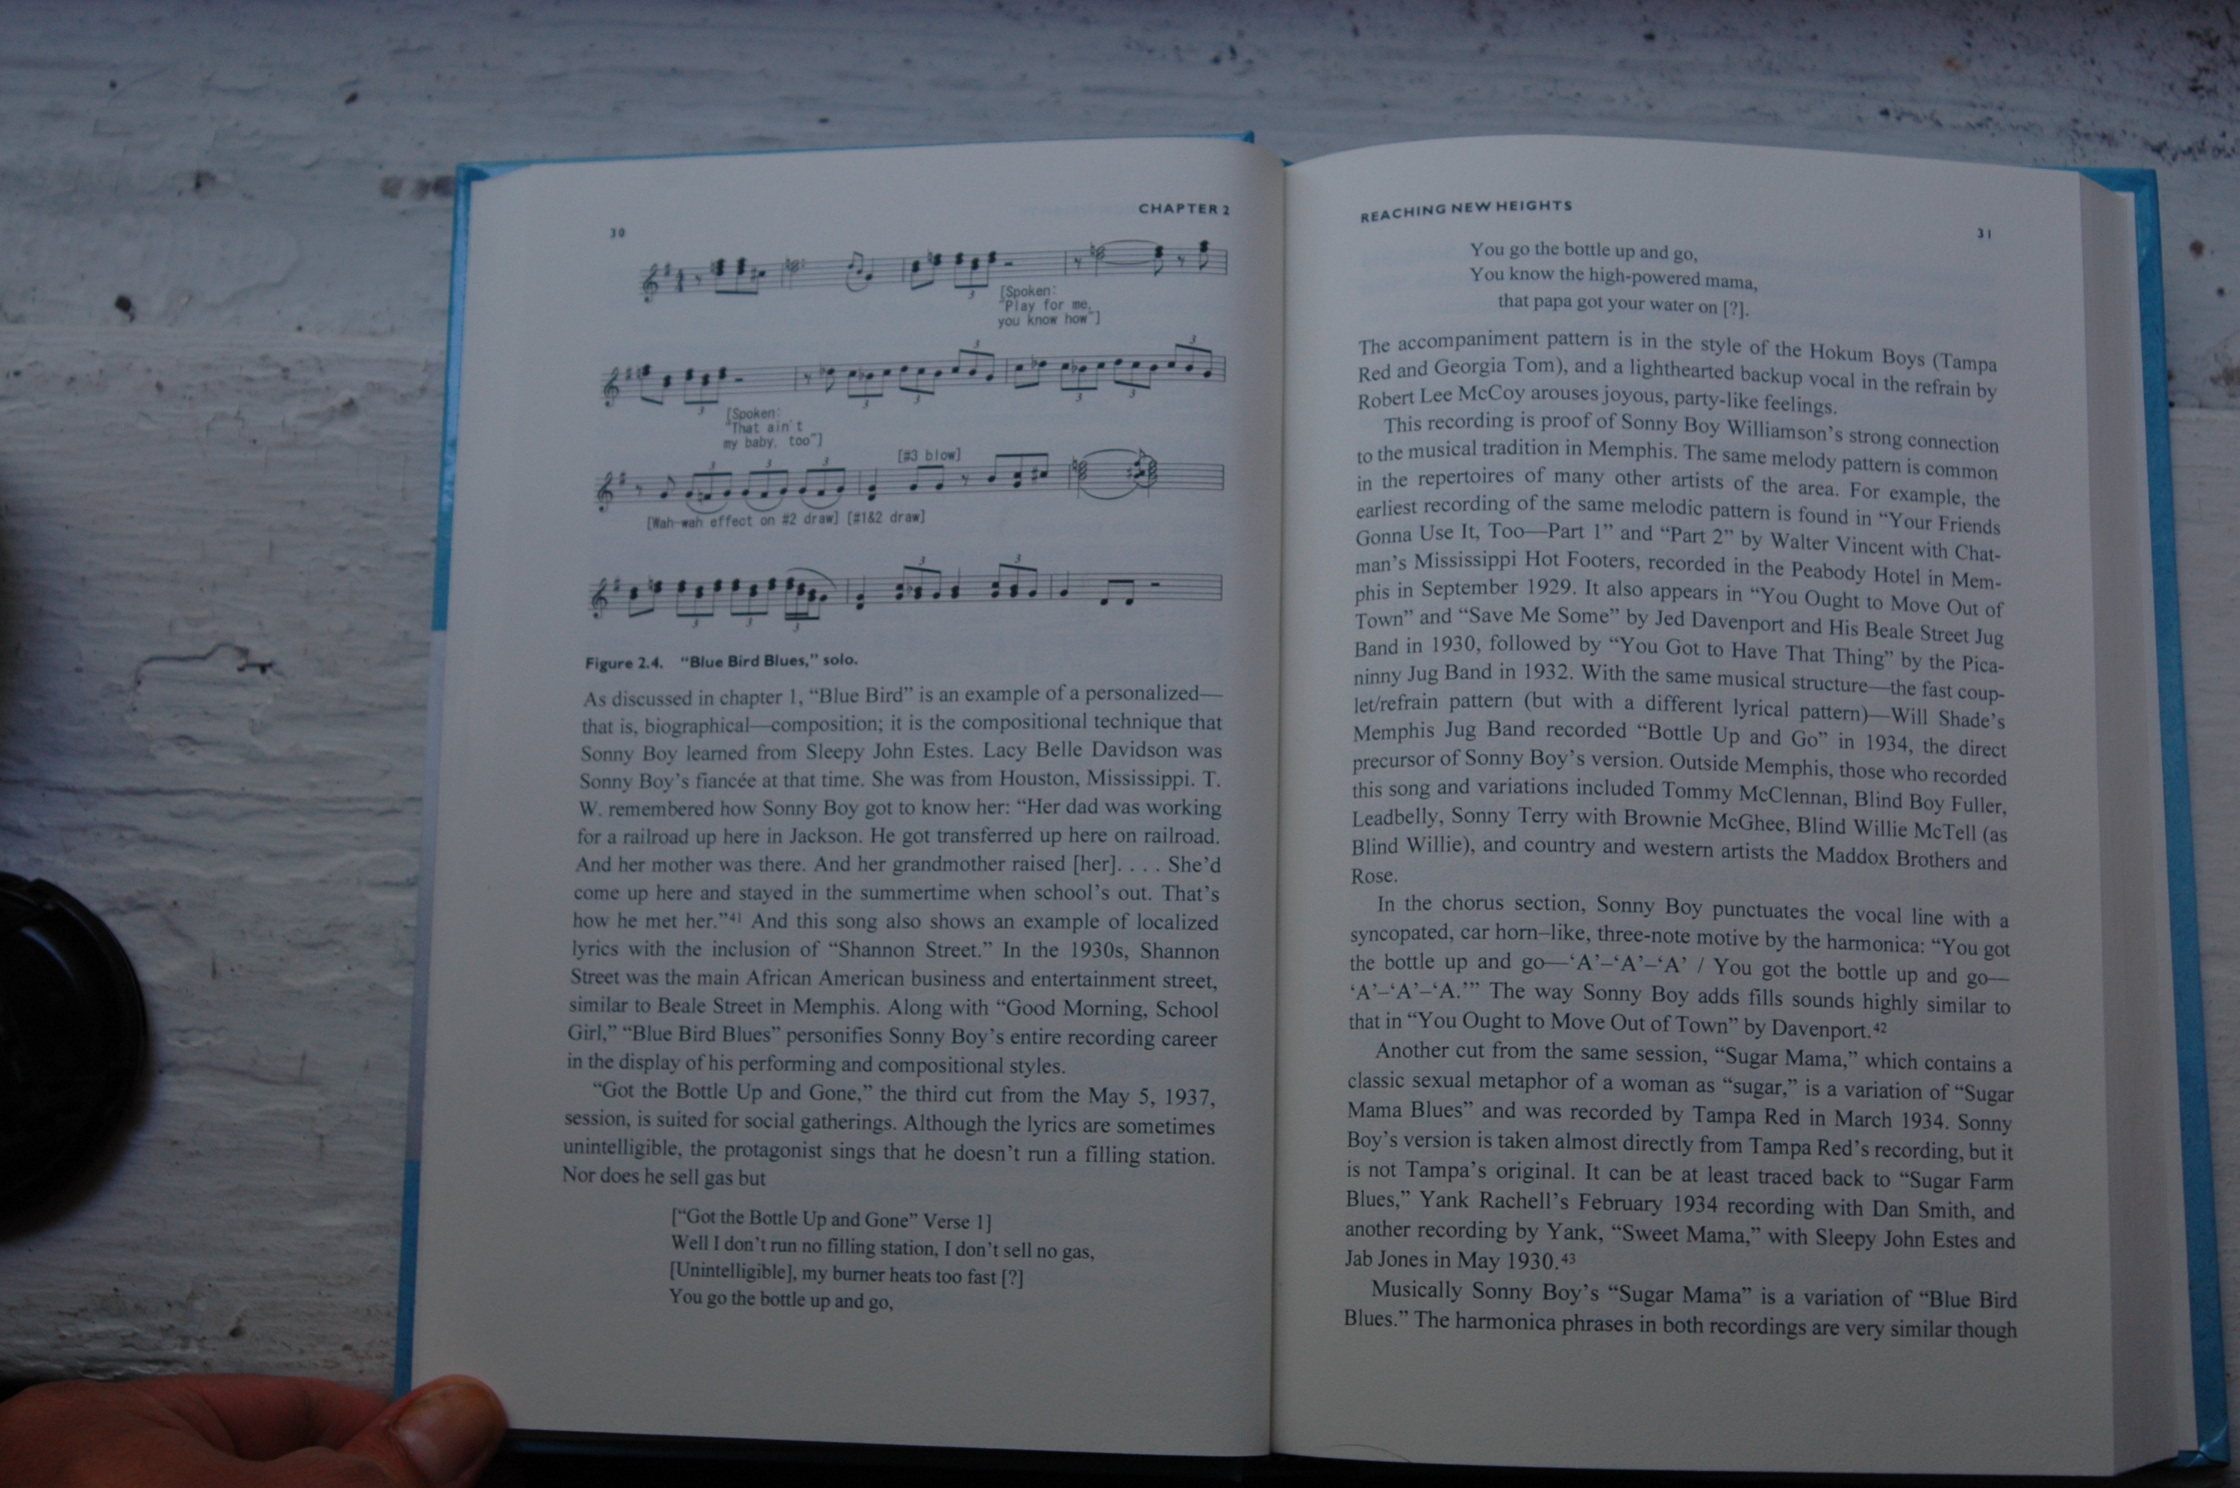 30
CHAPTER 2
[Spoken:
"Play for me,
you know how"]
[Spoken:
"That ain't
my baby, too"]
[#3 blow]
[Wah-wah effect on #2 draw] [#1&2 draw]
Figure 2.4. "Blue Bird Blues," solo.
As discussed in chapter 1, "Blue Bird" is an example of a personalized—
that is, biographical—composition; it is the compositional technique that
Sonny Boy learned from Sleepy John Estes. Lacy Belle Davidson was
Sonny Boy's fiancée at that time. She was from Houston, Mississippi. T.
W. remembered how Sonny Boy got to know her: "Her dad was working
for a railroad up here in Jackson. He got transferred up here on railroad.
And her mother was there. And her grandmother raised [her]. . . . She'd
come up here and stayed in the summertime when school's out. That's
how he met her."41 And this song also shows an example of localized
lyrics with the inclusion of "Shannon Street." In the 1930s, Shannon
Street was the main African American business and entertainment street,
similar to Beale Street in Memphis. Along with "Good Morning, School
Girl," "Blue Bird Blues" personifies Sonny Boy's entire recording career
in the display of his performing and compositional styles.
"Got the Bottle Up and Gone," the third cut from the May 5, 1937,
session, is suited for social gatherings. Although the lyrics are sometimes
unintelligible, the protagonist sings that he doesn't run a filling station.
Nor does he sell gas but
["Got the Bottle Up and Gone" Verse 1]
Well I don't run no filling station, I don't sell no gas,
[Unintelligible], my burner heats too fast [?]
You go the bottle up and go,
REACHING NEW HEIGHTS
31
You go the bottle up and go,
You know the high-powered mama,
that papa got your water on [?].
The accompaniment pattern is in the style of the Hokum Boys (Tampa
Red and Georgia Tom), and a lighthearted backup vocal in the refrain by
Robert Lee McCoy arouses joyous, party-like feelings.
This recording is proof of Sonny Boy Williamson's strong connection
to the musical tradition in Memphis. The same melody pattern is common
in the repertoires of many other artists of the area. For example, the
earliest recording of the same melodic pattern is found in "Your Friends
Gonna Use It, Too—Part 1" and "Part 2" by Walter Vincent with Chat-
man's Mississippi Hot Footers, recorded in the Peabody Hotel in Mem-
phis in September 1929. It also appears in "You Ought to Move Out of
Town" and "Save Me Some" by Jed Davenport and His Beale Street Jug
Band in 1930, followed by "You Got to Have That Thing" by the Pica-
ninny Jug Band in 1932. With the same musical structure—the fast coup-
let/refrain pattern (but with a different lyrical pattern)—Will Shade's
Memphis Jug Band recorded "Bottle Up and Go" in 1934, the direct
precursor of Sonny Boy's version. Outside Memphis, those who recorded
this song and variations included Tommy McClennan, Blind Boy Fuller,
Leadbelly, Sonny Terry with Brownie McGhee, Blind Willie McTell (as
Blind Willie), and country and western artists the Maddox Brothers and
Rose.
In the chorus section, Sonny Boy punctuates the vocal line with a
syncopated, car horn–like, three-note motive by the harmonica: "You got
the bottle up and go—'A'–'A'–'A' / You got the bottle up and go—
'A'–'A'–'A.'" The way Sonny Boy adds fills sounds highly similar to
that in "You Ought to Move Out of Town" by Davenport.42
Another cut from the same session, "Sugar Mama," which contains a
classic sexual metaphor of a woman as "sugar," is a variation of "Sugar
Mama Blues" and was recorded by Tampa Red in March 1934. Sonny
Boy's version is taken almost directly from Tampa Red's recording, but it
is not Tampa's original. It can be at least traced back to "Sugar Farm
Blues," Yank Rachell's February 1934 recording with Dan Smith, and
another recording by Yank, "Sweet Mama," with Sleepy John Estes and
Jab Jones in May 1930.43
Musically Sonny Boy's "Sugar Mama" is a variation of "Blue Bird
Blues." The harmonica phrases in both recordings are very similar though